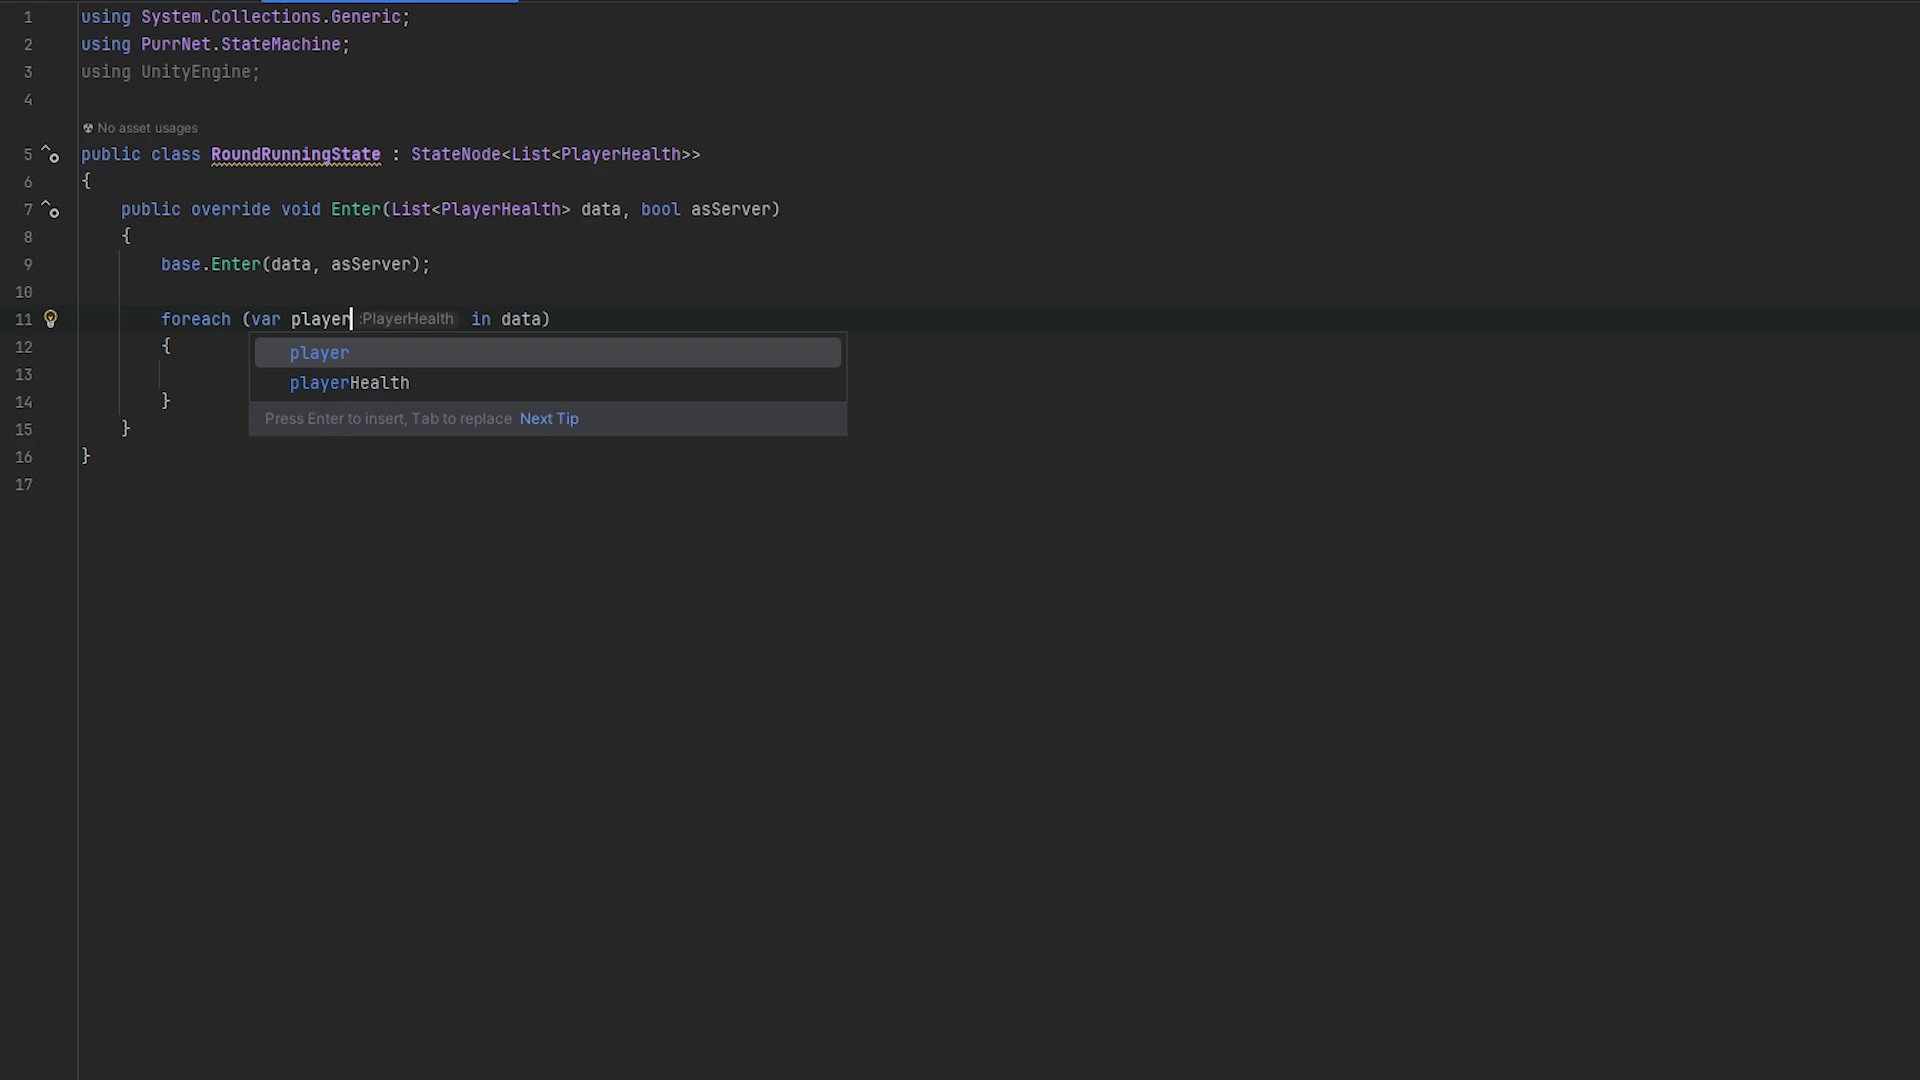 1 using System.Collections.Generic;
2 using PurrNet.StateMachine;
3 using UnityEngine;
4
No asset usages
5 public class RoundRunningState : StateNode<List<PlayerHealth>>
6 {
7 public override void Enter(List<PlayerHealth> data, bool asServer)
8 {
9 base.Enter(data, asServer);
10
11 foreach (var player :PlayerHealth in data)
12 {
player
13
playerHealth
14 }
Press Enter to insert, Tab to replace Next Tip
15 }
16 }
17